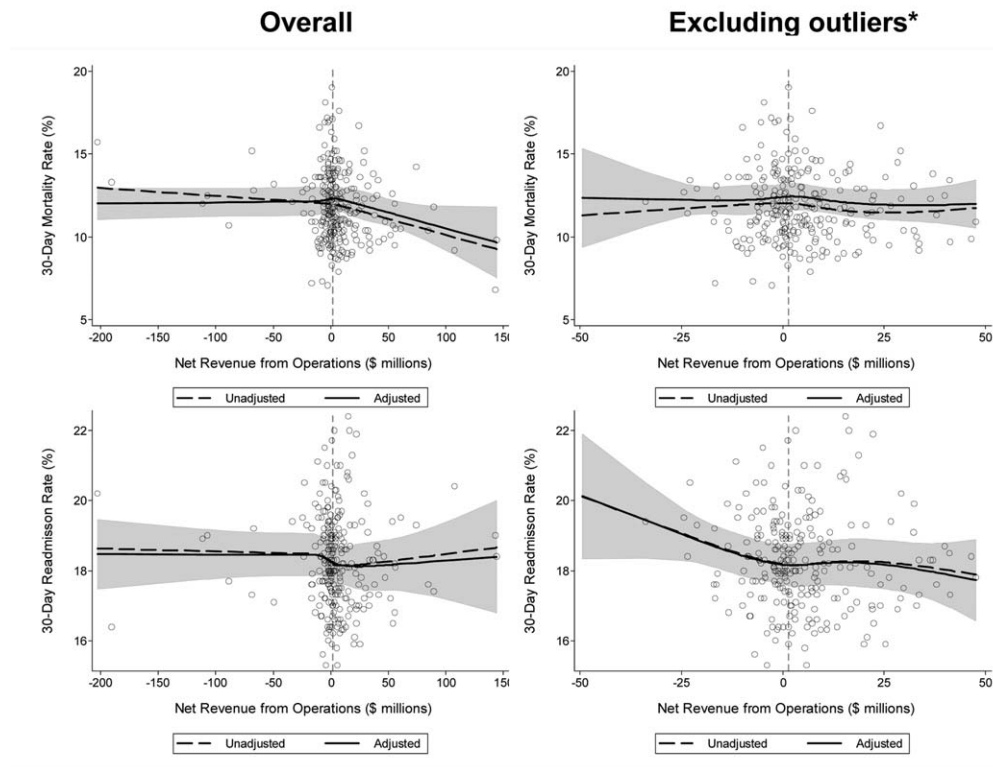 Overall
Excluding outliers*
20
15
10
5
30-Day Mortality Rate (%)
-200 -150 -100 -50 0 50 100 150
Net Revenue from Operations ($ millions)
Unadjusted Adjusted
20
15
10
5
30-Day Mortality Rate (%)
-50 -25 0 25 50
Net Revenue from Operations ($ millions)
Unadjusted Adjusted
22
20
18
16
30-Day Readmisson Rate (%)
-200 -150 -100 -50 0 50 100 150
Net Revenue from Operations ($ millions)
Unadjusted Adjusted
22
20
18
16
30-Day Readmisson Rate (%)
-50 -25 0 25 50
Net Revenue from Operations ($ millions)
Unadjusted Adjusted